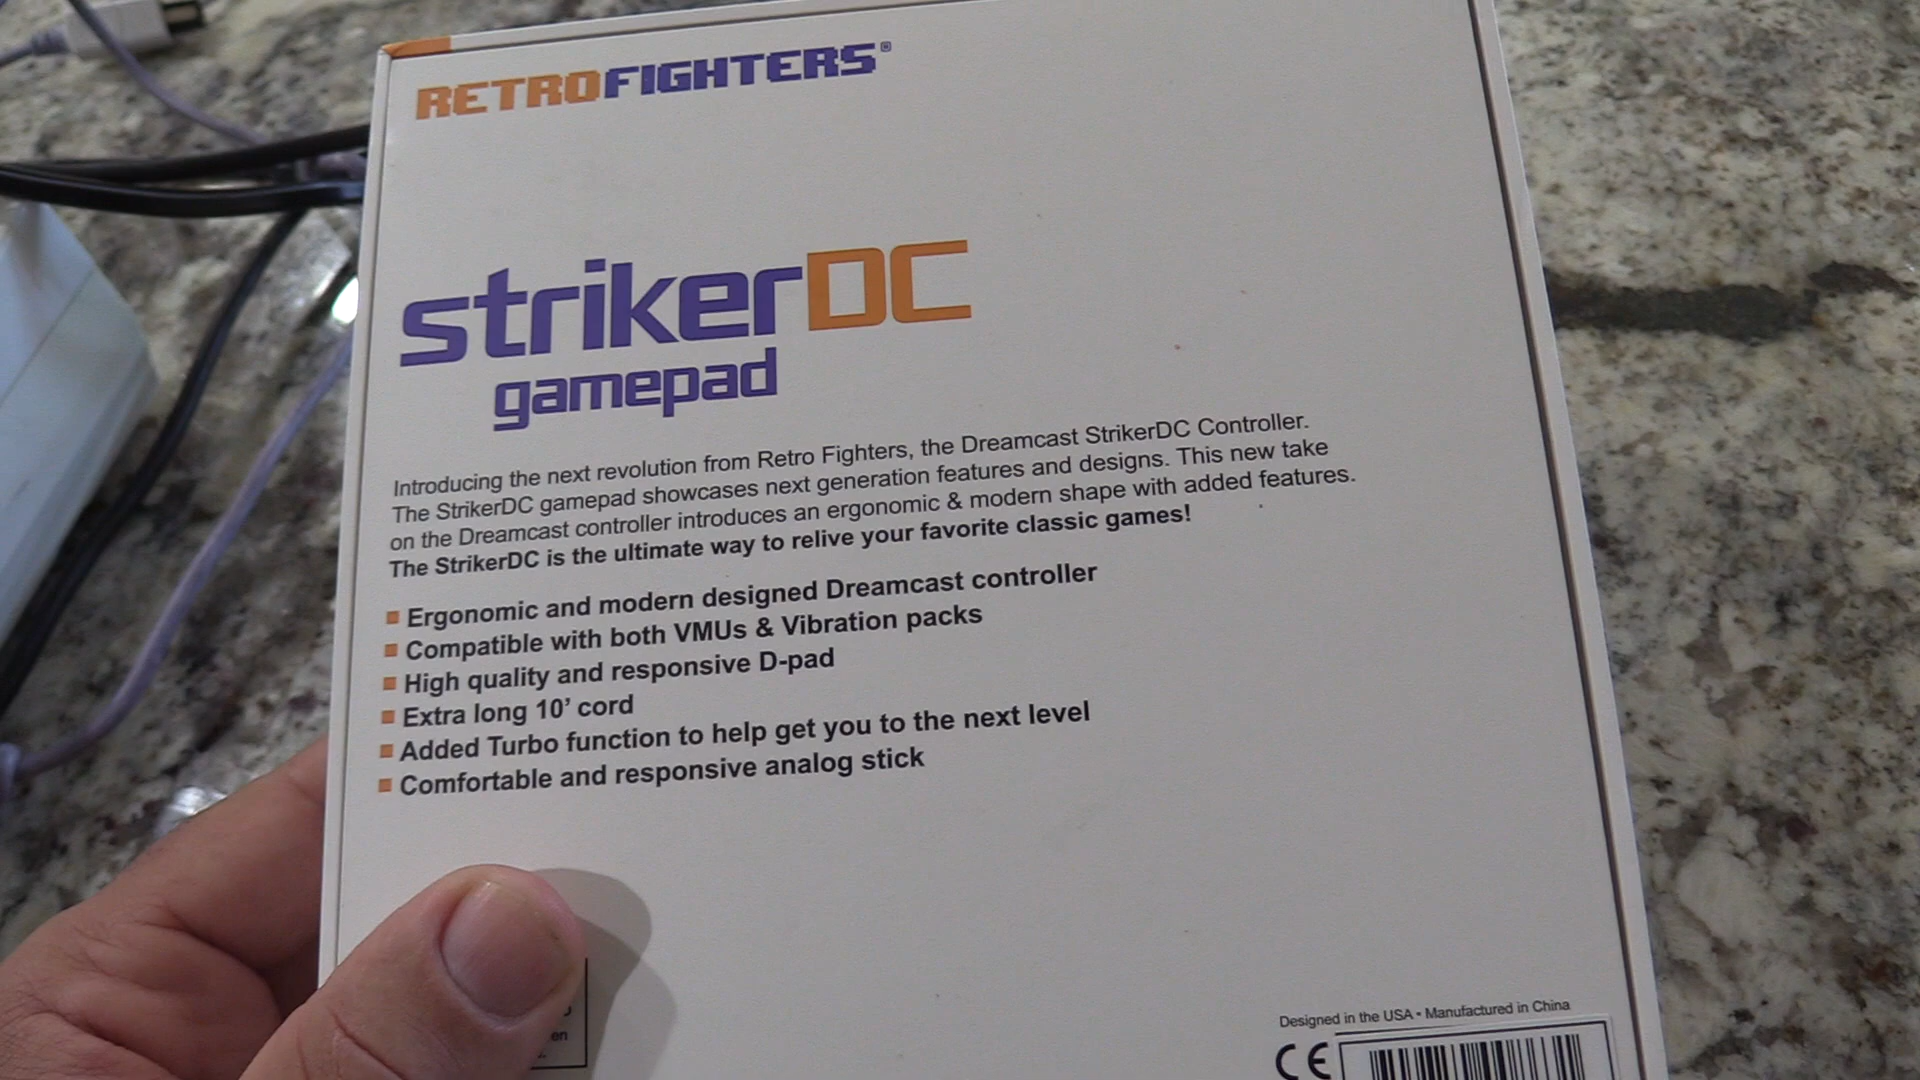 RETROFIGHTERS®
strikerDC
gamepad
Introducing the next revolution from Retro Fighters, the Dreamcast StrikerDC Controller.
The StrikerDC gamepad showcases next generation features and designs. This new take
on the Dreamcast controller introduces an ergonomic & modern shape with added features.
The StrikerDC is the ultimate way to relive your favorite classic games!
Ergonomic and modern designed Dreamcast controller
Compatible with both VMUs & Vibration packs
High quality and responsive D-pad
Extra long 10’ cord
Added Turbo function to help get you to the next level
Comfortable and responsive analog stick
Designed in the USA • Manufactured in China
CE